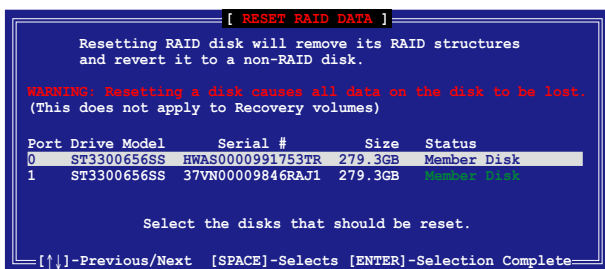 [ RESET RAID DATA ]
Resetting RAID disk will remove its RAID structures
and revert it to a non-RAID disk.
WARNING: Resetting a disk causes all data on the disk to be lost.
(This does not apply to Recovery volumes)
Port Drive Model Serial # Size Status
0 ST3300656SS HWAS0000991753TR 279.3GB Member Disk
1 ST3300656SS 37VN00009846RAJ1 279.3GB Member Disk
Select the disks that should be reset.
[↑↓]-Previous/Next [SPACE]-Selects [ENTER]-Selection Complete